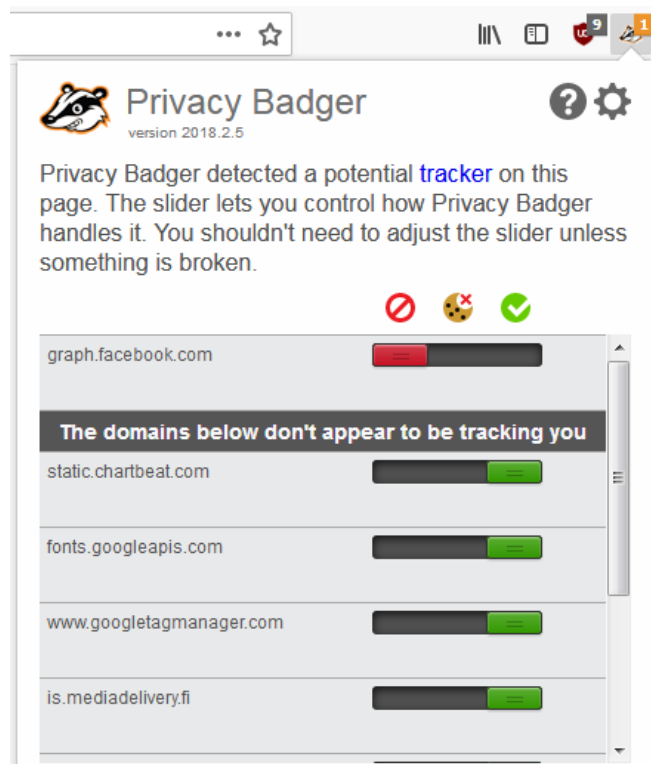 9
1
Privacy Badger
version 2018.2.5
Privacy Badger detected a potential tracker on this
page. The slider lets you control how Privacy Badger
handles it. You shouldn't need to adjust the slider unless
something is broken.
graph.facebook.com
The domains below don't appear to be tracking you
static.chartbeat.com
fonts.googleapis.com
www.googletagmanager.com
is.mediadelivery.fi